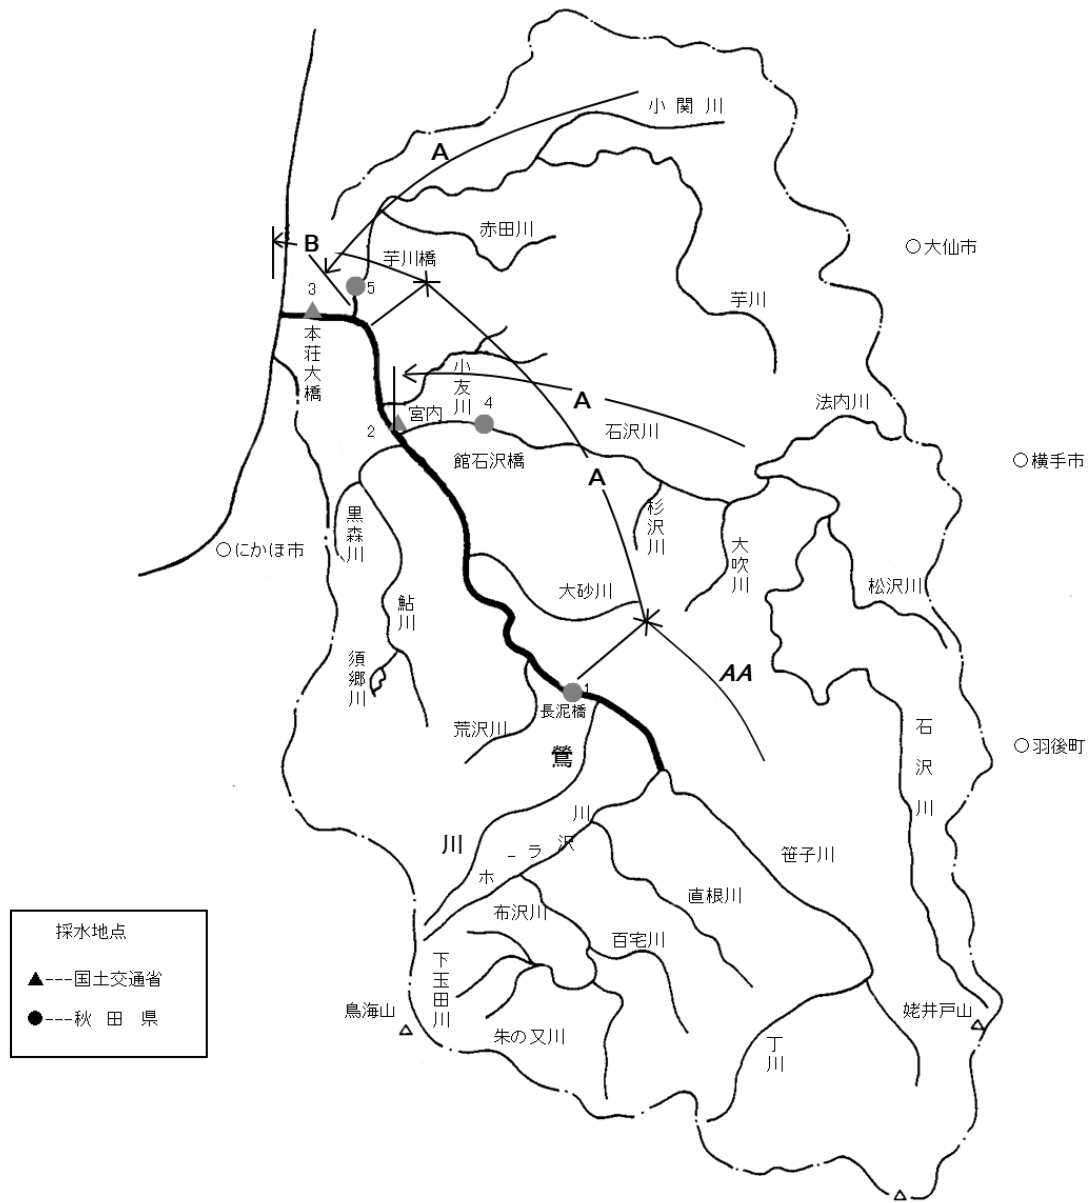 小関川
A
赤田川
大仙市
B
芋川橋
5
3
芋川
本荘大橋
小友川
A
法内川
4
宮内
2
石沢川
館石沢橋
横手市
A
黒森川
杉沢川
大吹川
にかほ市
松沢川
大砂川
鮎川
須郷川
AA
1
長泥橋
荒沢川
石沢川
羽後町
鶯川
ホーラ沢川
笹子川
直根川
布沢川
百宅川
採水地点
▲---国土交通省
●---秋田県
下玉田川
鳥海山
朱の又川
丁川
姥井戸山